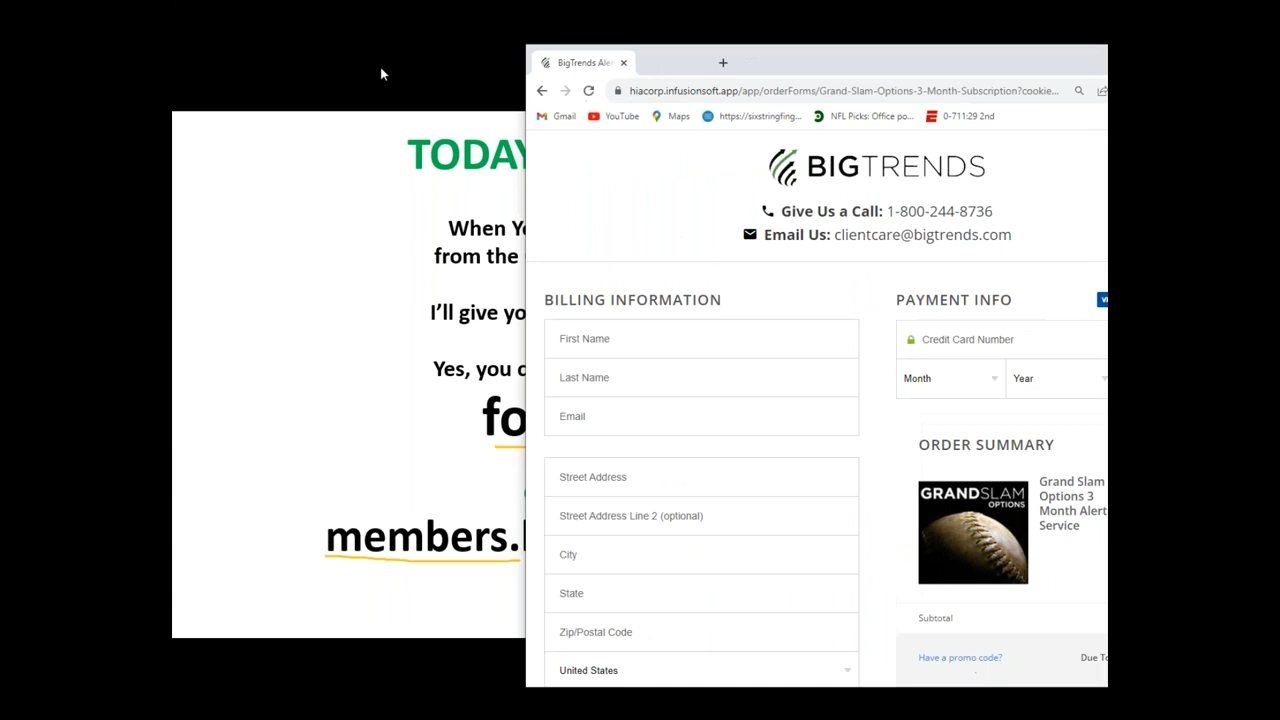 TODAY
When Yo
from the
I'll give yo
Yes, you
fo
members.
BigTrends Aler
hiacorp.infusionsoft.app/app/orderForms/Grand-Slam-Options-3-Month-Subscription?cookie...
Gmail
YouTube
Maps
https://sixstringfing...
NFL Picks: Office po...
0-711:29 2nd
BIGTRENDS
Give Us a Call: 1-800-244-8736
Email Us: clientcare@bigtrends.com
BILLING INFORMATION
First Name
Last Name
Email
Street Address
Street Address Line 2 (optional)
City
State
Zip/Postal Code
United States
PAYMENT INFO
Credit Card Number
Month
Year
ORDER SUMMARY
GRANDSLAM
OPTIONS
Grand Slam
Options 3
Month Alert
Service
Subtotal
Have a promo code?
Due To